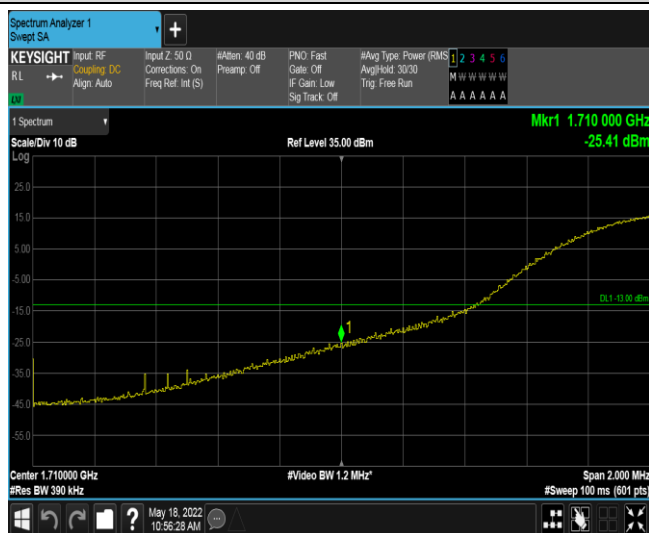 Spectrum Analyzer 1
Swept SA
+
KEYSIGHT Input: RF Input Z: 50 Ω #Atten: 40 dB PNO: Fast #Avg Type: Power (RMS 1 2 3 4 5 6
RL Coupling: DC Corrections: On Preamp: Off Gate: Off Avg|Hold: 30/30 M W W W W W
Align: Auto Freq Ref: Int (S) IF Gain: Low Trig: Free Run
LXI Sig Track: Off A A A A A A
1 Spectrum Mkr1 1.710 000 GHz
Scale/Div 10 dB Ref Level 35.00 dBm -25.41 dBm
Log
25.0
15.0
5.00
-5.00
DL1 -13.00 dBm
-15.0
1
-25.0
-35.0
-45.0
-55.0
Center 1.710000 GHz #Video BW 1.2 MHz* Span 2.000 MHz
#Res BW 390 kHz #Sweep 100 ms (601 pts)
? May 18, 2022
10:56:28 AM